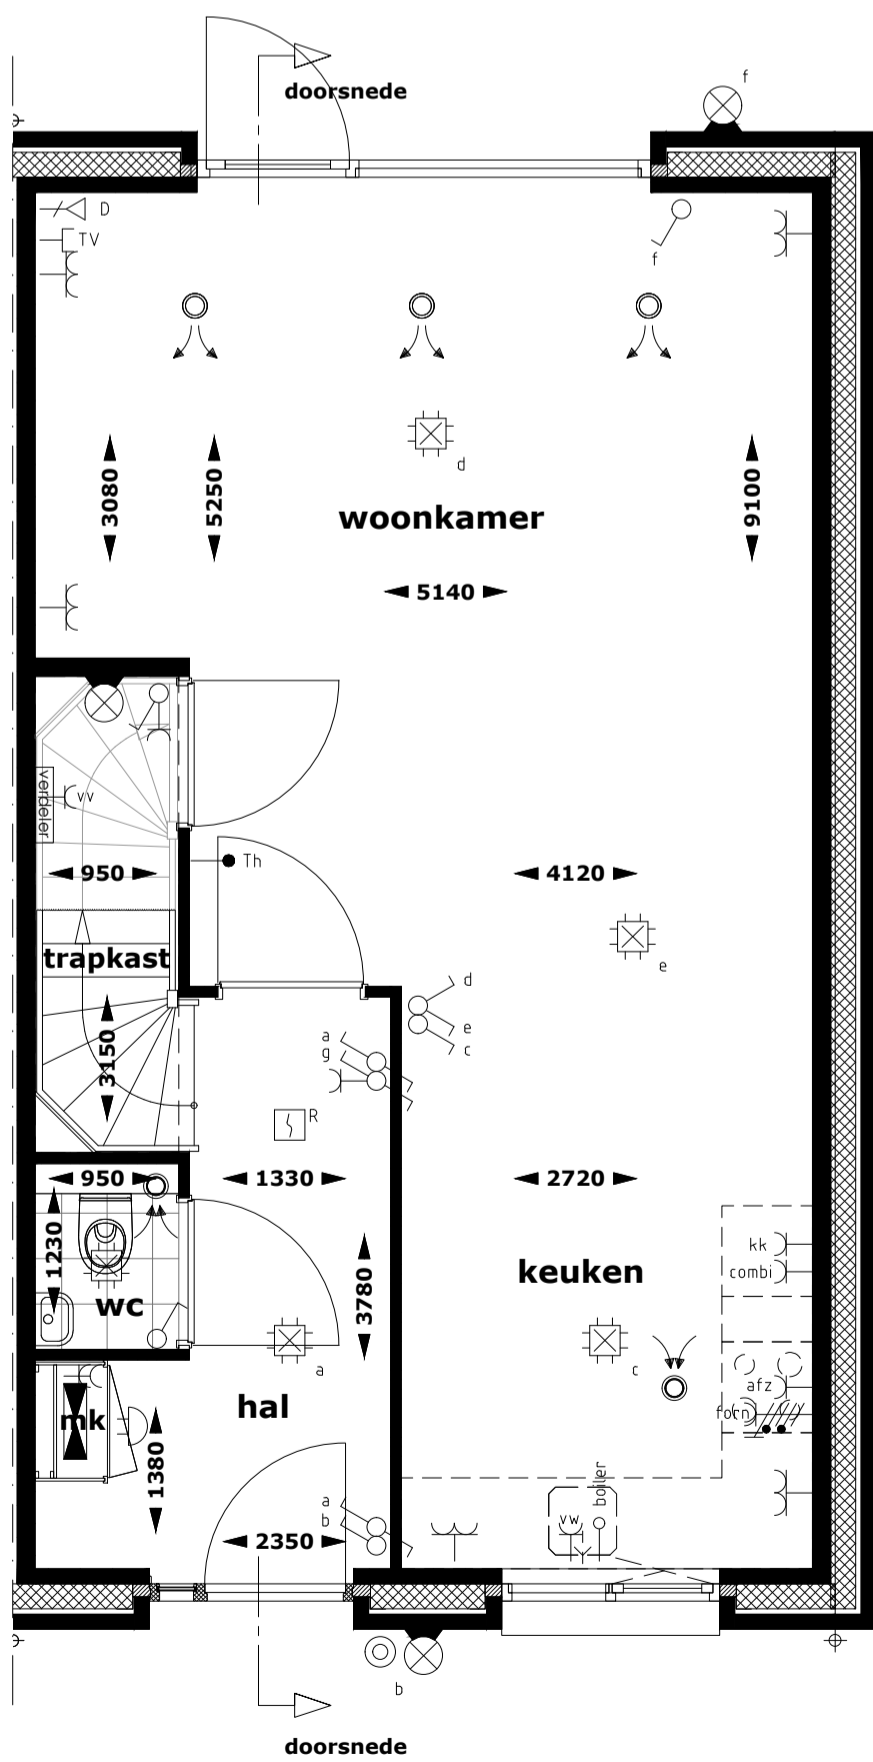 f
doorsnede
D
TV
f
d
3080
5250
9100
woonkamer
5140
verdeler
vv
Th
950
4120
trapkast
e
d
e
c
a
g
3150
R
950
1330
2720
1230
kk
combi
keuken
3780
wc
a
c
afz
mk
hal
forn
1380
boiler
a
b
vw
2350
b
doorsnede